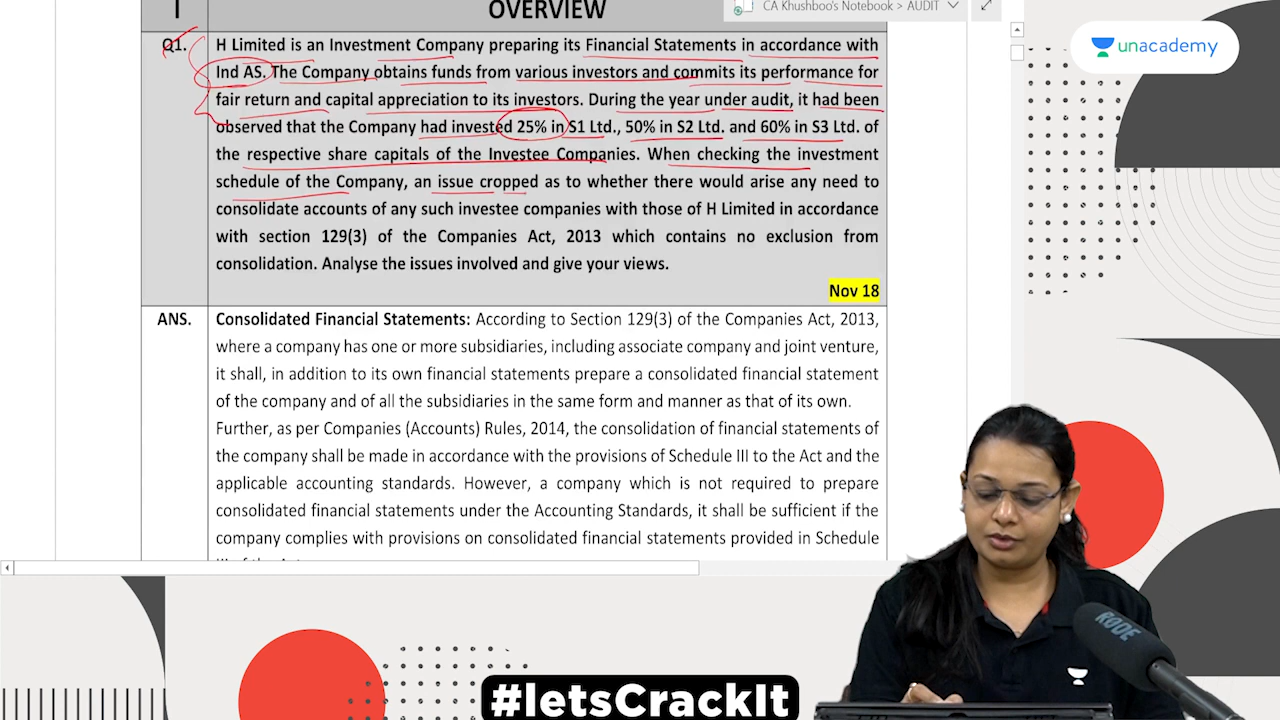 1
OVERVIEW
CA Khushboo's Notebook > AUDIT
unacademy
Q1.
H Limited is an Investment Company preparing its Financial Statements in accordance with
Ind AS. The Company obtains funds from various investors and commits its performance for
fair return and capital appreciation to its investors. During the year under audit, it had been
observed that the Company had invested 25% in S1 Ltd., 50% in S2 Ltd. and 60% in S3 Ltd. of
the respective share capitals of the Investee Companies. When checking the investment
schedule of the Company, an issue cropped as to whether there would arise any need to
consolidate accounts of any such investee companies with those of H Limited in accordance
with section 129(3) of the Companies Act, 2013 which contains no exclusion from
consolidation. Analyse the issues involved and give your views.
Nov 18
ANS.
Consolidated Financial Statements: According to Section 129(3) of the Companies Act, 2013,
where a company has one or more subsidiaries, including associate company and joint venture,
it shall, in addition to its own financial statements prepare a consolidated financial statement
of the company and of all the subsidiaries in the same form and manner as that of its own.
Further, as per Companies (Accounts) Rules, 2014, the consolidation of financial statements of
the company shall be made in accordance with the provisions of Schedule III to the Act and the
applicable accounting standards. However, a company which is not required to prepare
consolidated financial statements under the Accounting Standards, it shall be sufficient if the
company complies with provisions on consolidated financial statements provided in Schedule
RODE
#letsCrackIt